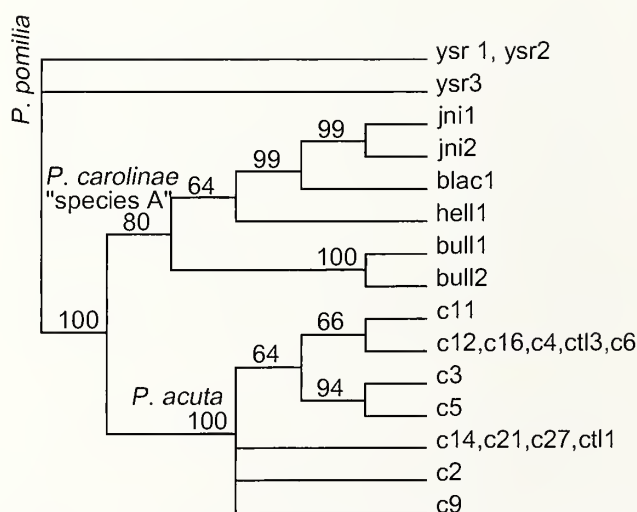 P. pomilia
ysr 1, ysr2
ysr3
jni1
99
jni2
99
P. carolinae
"species A"
64
blac1
hell1
80
bull1
100
bull2
c11
66
100
c12,c16,c4,ctl3,c6
64
c3
P. acuta
94
c5
100
c14,c21,c27,ctl1
c2
c9